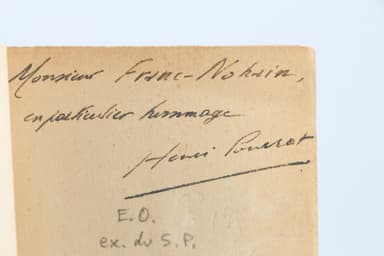 Monsieur Franc-Nohain,
en particulier hommage
Henri Pourrat
E.O.
ex. du S.P.